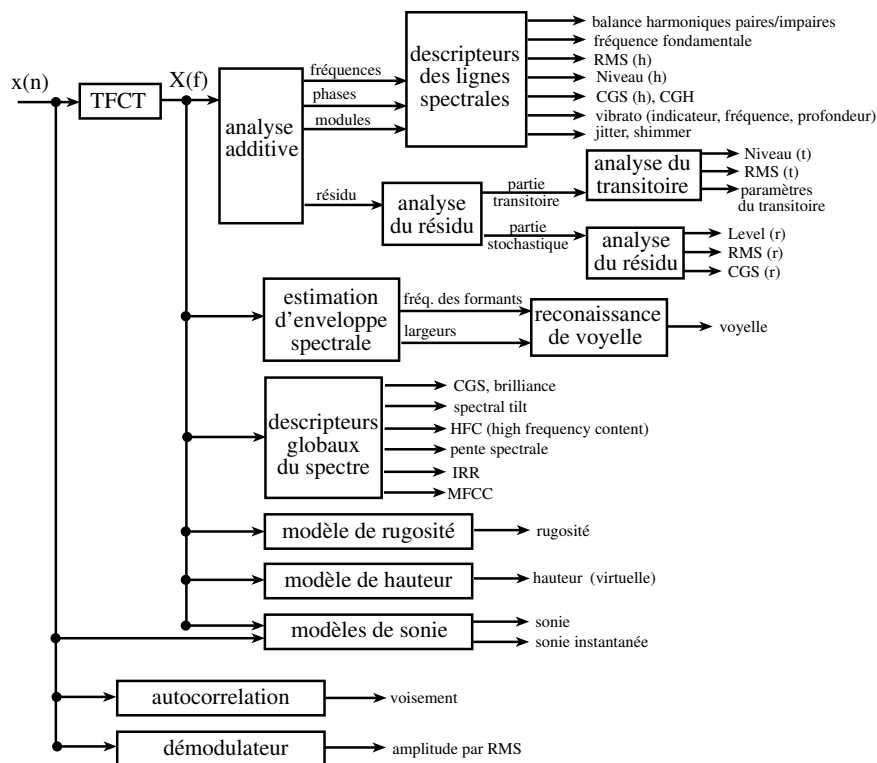 x(n)
TFCT
X(f)
analyse
additive
fréquences
phases
modules
descripteurs
des lignes
spectrales
balance harmoniques paires/impaires
fréquence fondamentale
RMS (h)
Niveau (h)
CGS (h), CGH
vibrato (indicateur, fréquence, profondeur)
jitter, shimmer
résidu
analyse
du résidu
partie
transitoire
analyse du
transitoire
Niveau (t)
RMS (t)
paramètres
du transitoire
partie
stochastique
analyse
du résidu
Level (r)
RMS (r)
CGS (r)
estimation
d'enveloppe
spectrale
fréq. des formants
largeurs
reconaissance
de voyelle
voyelle
descripteurs
globaux
du spectre
CGS, brilliance
spectral tilt
HFC (high frequency content)
pente spectrale
IRR
MFCC
modèle de rugosité
rugosité
modèle de hauteur
hauteur (virtuelle)
modèles de sonie
sonie
sonie instantanée
autocorrelation
voisement
démodulateur
amplitude par RMS